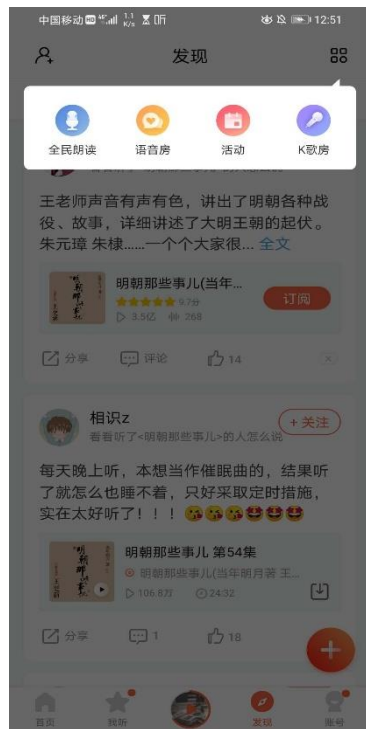 中国移动 HD 4G 1.1 K/s 12:51
发现
全民朗读 语音房 活动 K歌房
王老师声音有声有色，讲出了明朝各种战
役、故事，详细讲述了大明王朝的起伏。
朱元璋 朱棣……一个个大家很... 全文
明朝那些事儿(当年...
9.7分
订阅
3.5亿 268
分享 评论 14
相识z
+关注
看看听了<明朝那些事儿>的人怎么说
每天晚上听，本想当作催眠曲的，结果听
了就怎么也睡不着，只好采取定时措施，
实在太好听了！！！😘😘😘🤩🤩🤩
明朝那些事儿 第54集
明朝那些事儿(当年明月著 王...
106.8万 24:32
分享 1 18
首页 我听 发现 账号